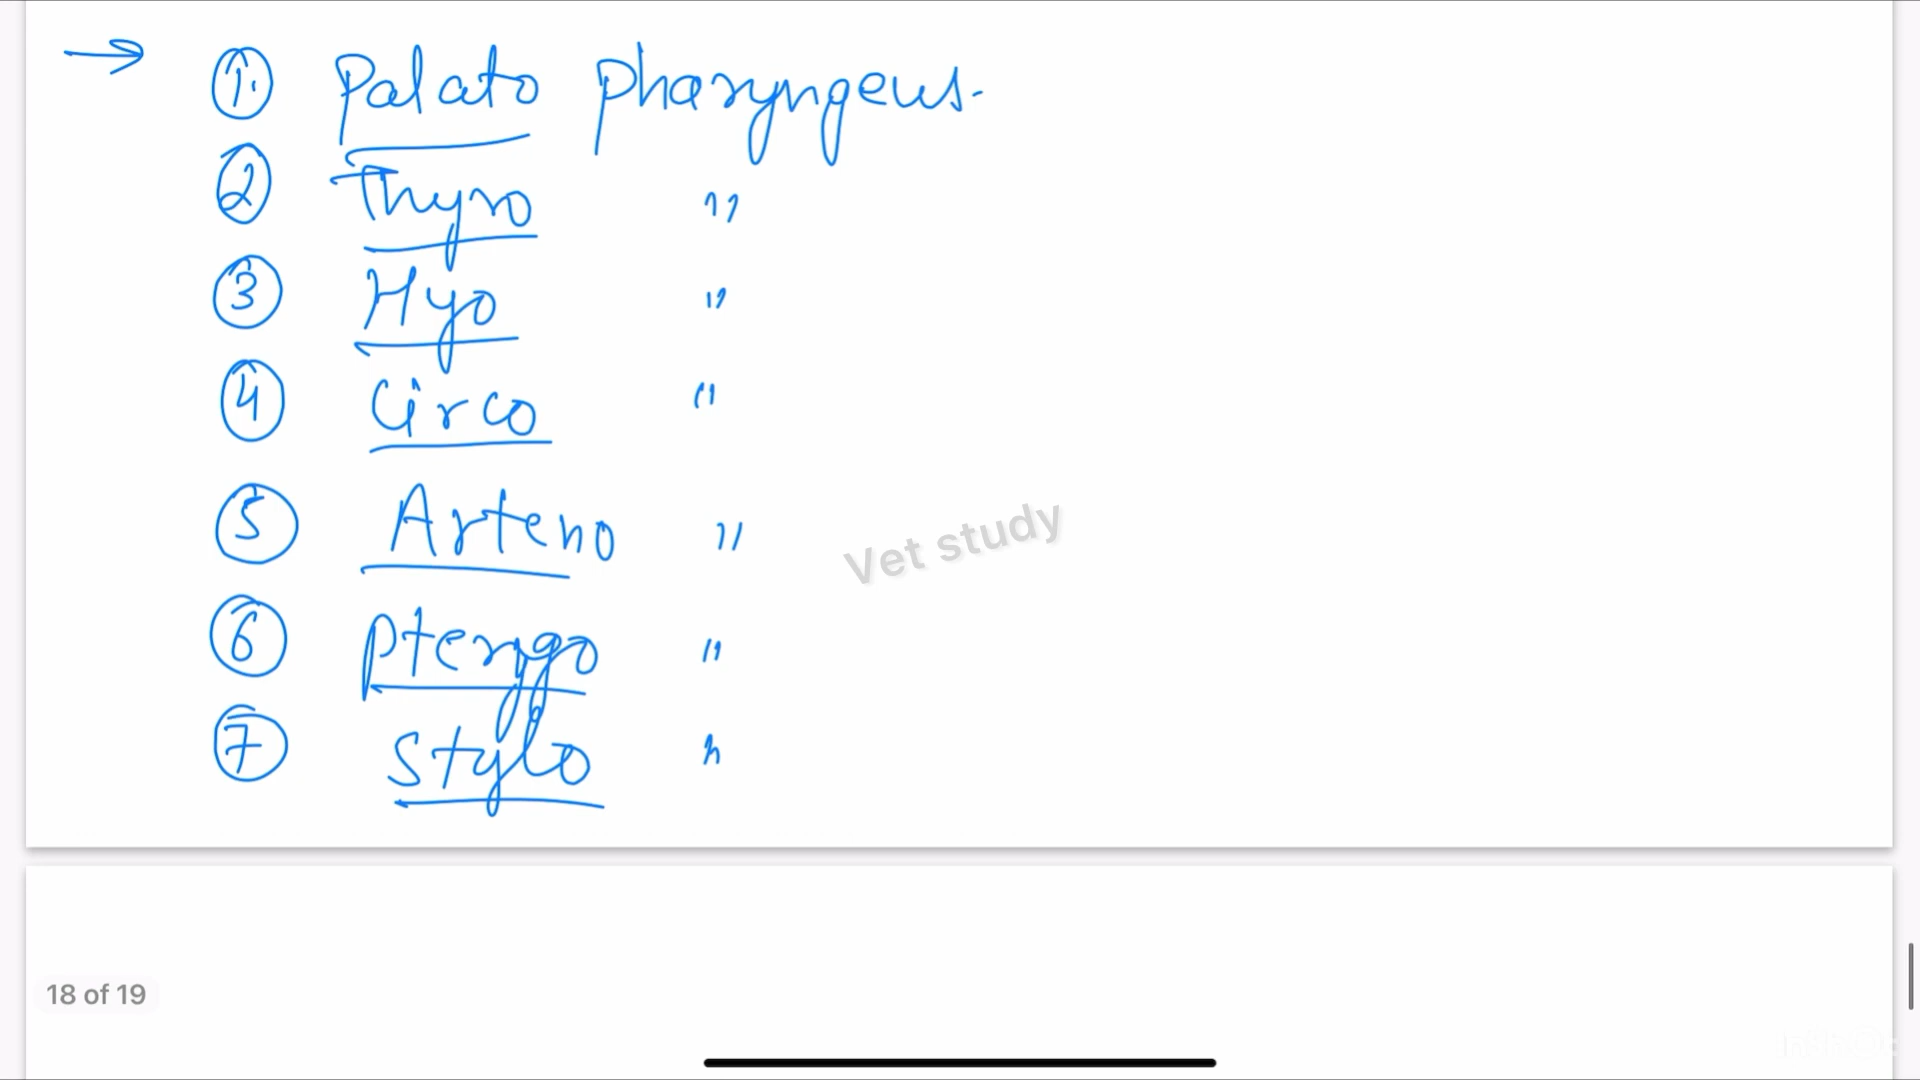 → 1. Palato pharyngeus.
2 Thyro "
3 Hyo "
4 Circo "
5 Arteno "
6 Pterygo "
7 Stylo "
Vet study
18 of 19